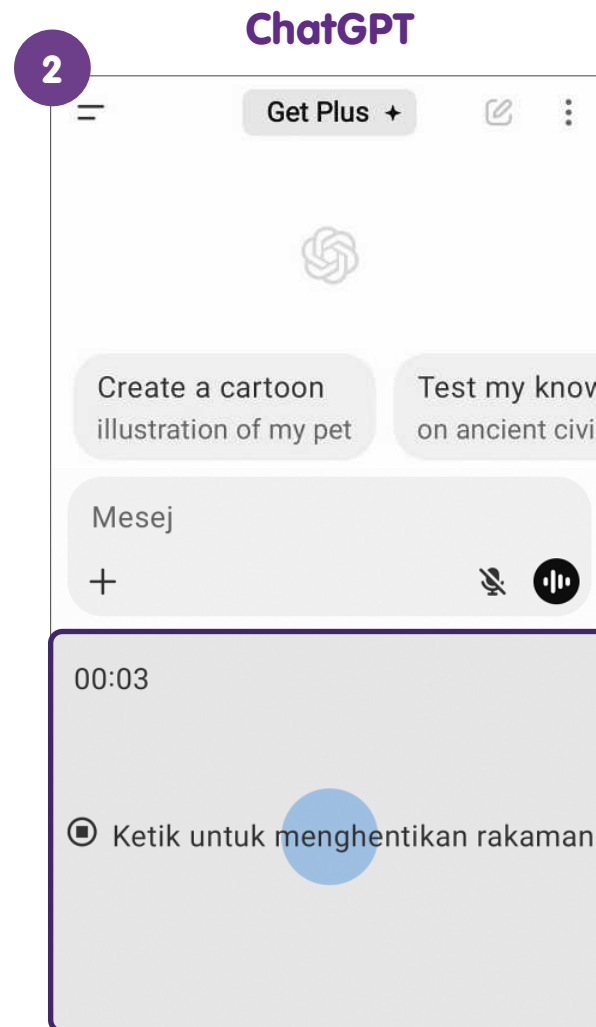 ChatGPT
2
Get Plus
Create a cartoon
illustration of my pet
Test my know
on ancient civi
Mesej
00:03
Ketik untuk menghentikan rakaman